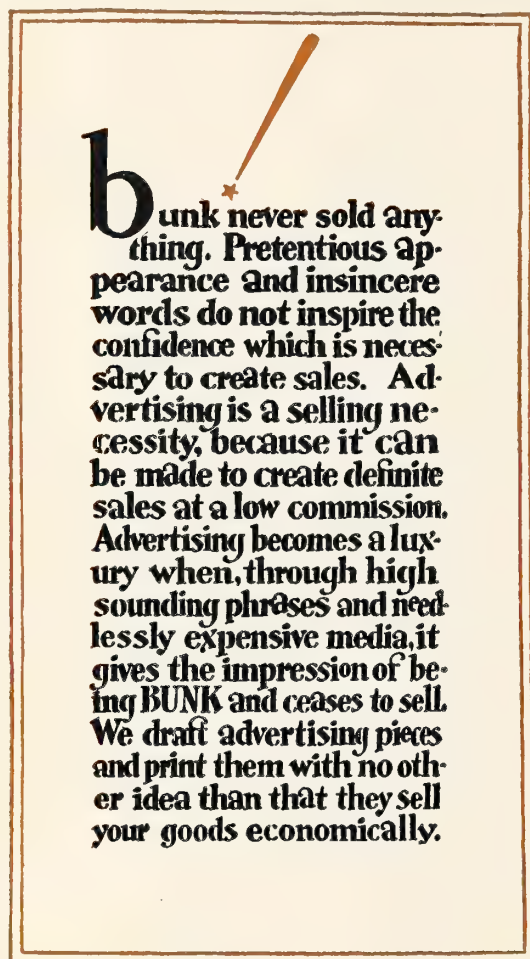 bunk never sold any-
thing. Pretentious ap-
pearance and insincere
words do not inspire the
confidence which is neces-
sary to create sales. Ad-
vertising is a selling ne-
cessity, because it can
be made to create definite
sales at a low commission.
Advertising becomes a lux-
ury when, through high
sounding phrases and need-
lessly expensive media, it
gives the impression of be-
ing BUNK and ceases to sell.
We draft advertising pieces
and print them with no oth-
er idea than that they sell
your goods economically.